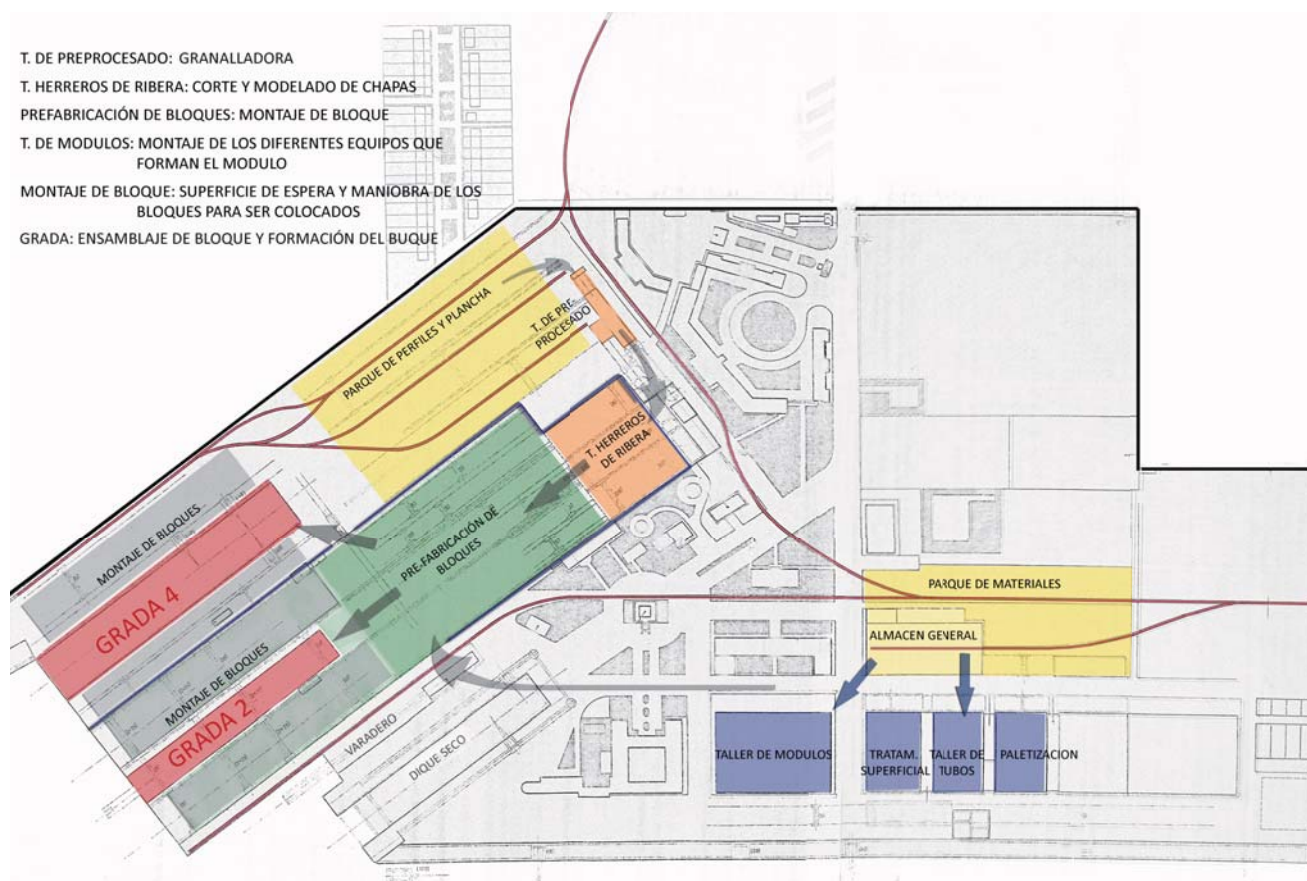 T. DE PREPROCESADO: GRANALLADORA
T. HERREROS DE RIBERA: CORTE Y MODELADO DE CHAPAS
PREFABRICACIÓN DE BLOQUES: MONTAJE DE BLOQUE
T. DE MODULOS: MONTAJE DE LOS DIFERENTES EQUIPOS QUE
FORMAN EL MODULO
MONTAJE DE BLOQUE: SUPERFICIE DE ESPERA Y MANIOBRA DE LOS
BLOQUES PARA SER COLOCADOS
GRADA: ENSAMBLAJE DE BLOQUE Y FORMACIÓN DEL BUQUE
PARQUE DE PERFILES Y PLANCHA
T. DE PRE-
PROCESADO
T. HERREROS
DE RIBERA
MONTAJE DE BLOQUES
PRE-FABRICACIÓN DE
BLOQUES
GRADA 4
MONTAJE DE BLOQUES
GRADA 2
VARADERO
DIQUE SECO
PARQUE DE MATERIALES
ALMACEN GENERAL
TALLER DE MODULOS
TRATAM.
SUPERFICIAL
TALLER DE
TUBOS
PALETIZACION